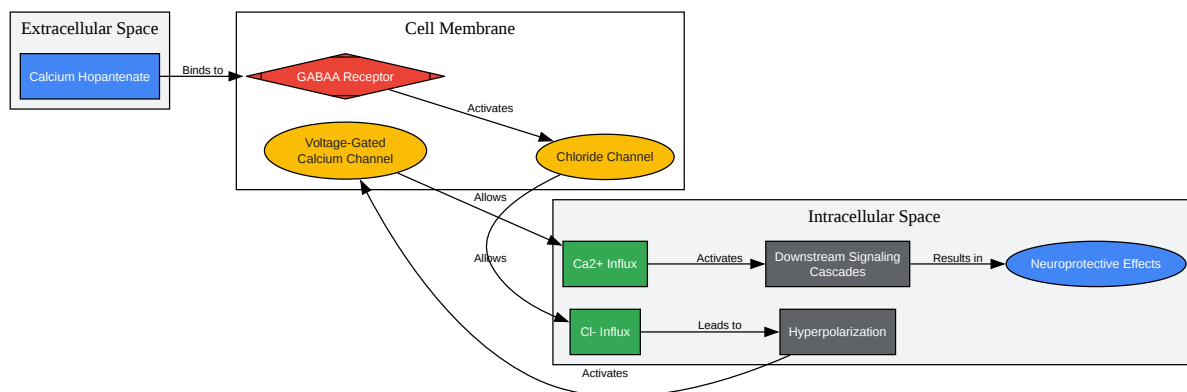 Extracellular Space
Cell Membrane
Calcium Hopantenate
Binds to
GABAA Receptor
Activates
Voltage-Gated
Calcium Channel
Chloride Channel
Allows
Intracellular Space
Allows
Ca2+ Influx
Activates
Downstream Signaling
Cascades
Results in
Neuroprotective Effects
Cl- Influx
Leads to
Hyperpolarization
Activates